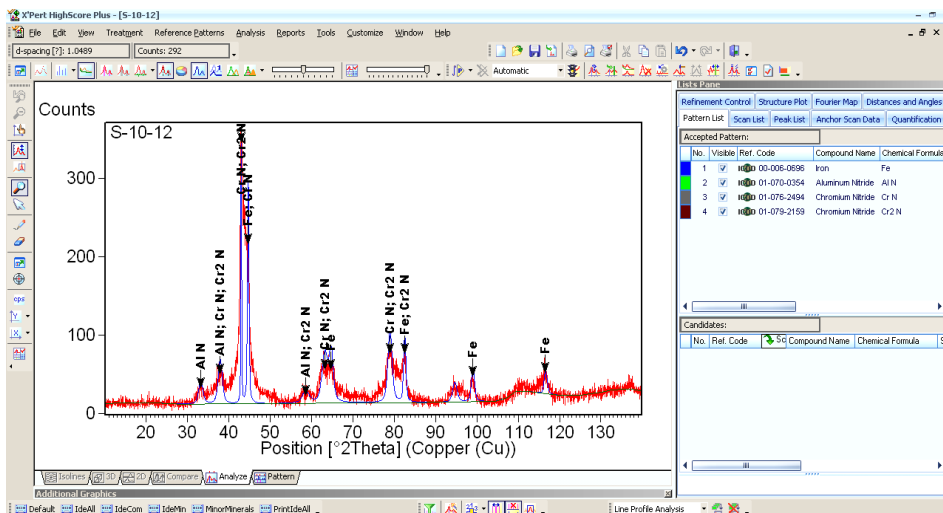 X'Pert HighScore Plus - [S-10-12]
File Edit View Treatment Reference Patterns Analysis Reports Tools Customize Window Help
d-spacing [?]: 1.0489 Counts: 292
Automatic
Lists Pane
Refinement Control Structure Plot Fourier Map Distances and Angles
Pattern List Scan List Peak List Anchor Scan Data Quantification
Accepted Pattern:
No. Visible Ref. Code Compound Name Chemical Formula
1 ICDD 00-006-0696 Iron Fe
2 ICDD 01-070-0354 Aluminum Nitride Al N
3 ICDD 01-076-2494 Chromium Nitride Cr N
4 ICDD 01-079-2159 Chromium Nitride Cr2 N
Candidates:
No. Ref. Code Sc Compound Name Chemical Formula S
Counts
S-10-12
300
200
100
0
Al N
Al N; Cr N; Cr2 N
Cr N; Cr2 N
Fe; Cr N
Al N; Cr2 N
Cr N; Cr2 N
Fe
Cr N; Cr2 N
Fe; Cr2 N
Fe
Fe
20 30 40 50 60 70 80 90 100 110 120 130
Position [°2Theta] (Copper (Cu))
cps
Y
X
Isolines 3D 2D Compare Analyze Pattern
Additional Graphics
Default IdeAll IdeCom IdeMin MinorMinerals PrintIdeAll
Line Profile Analysis